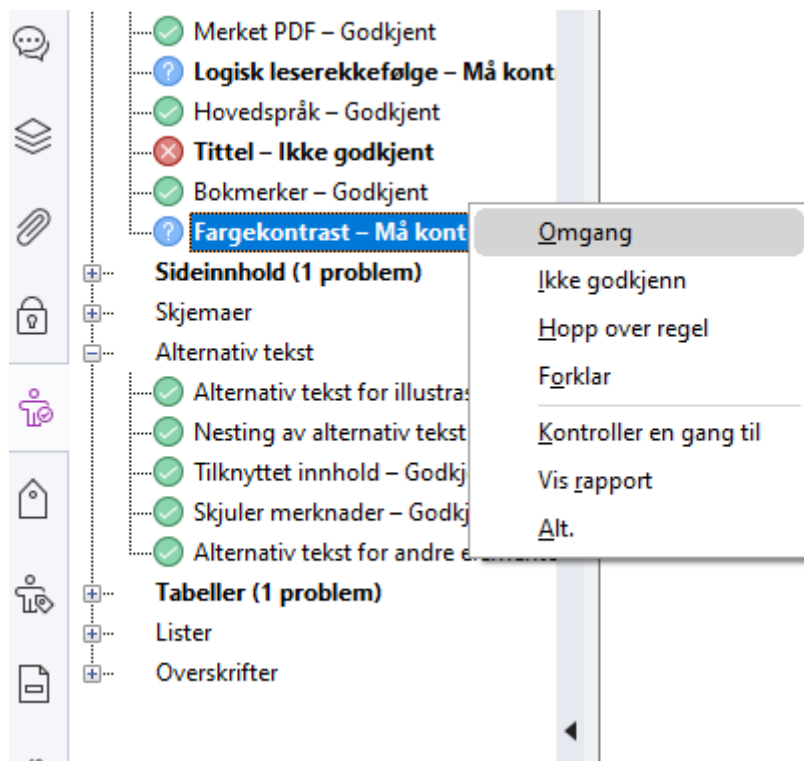 Merket PDF – Godkjent
Logisk leserekkefølge – Må kont
Hovedspråk – Godkjent
Tittel – Ikke godkjent
Bokmerker – Godkjent
Fargekontrast – Må kont
Omgang
Sideinnhold (1 problem)
Ikke godkjenn
Skjemaer
Hopp over regel
Alternativ tekst
Forklar
Alternativ tekst for illustras
Nesting av alternativ tekst
Kontroller en gang til
Tilknyttet innhold – Godkj
Vis rapport
Skjuler merknader – Godkj
Alt.
Alternativ tekst for andre
Tabeller (1 problem)
Lister
Overskrifter